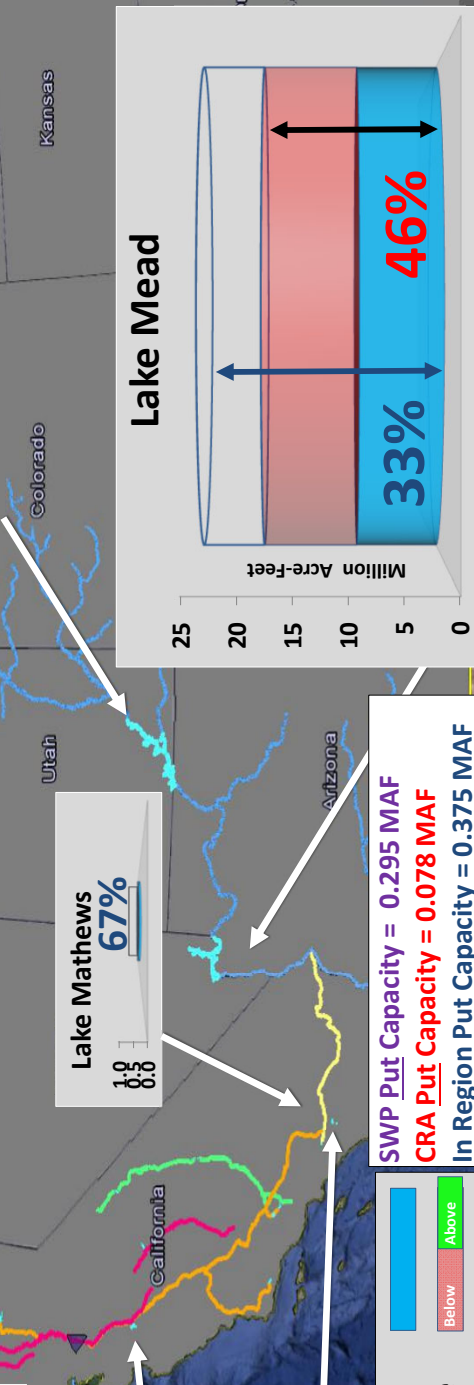 Kansas
Colorado
Utah
Arizona
California
Lake Mead
Million Acre-Feet
25
20
15
10
5
0
33%
46%
Lake Mathews
67%
1.0
0.5
0.0
SWP Put Capacity = 0.295 MAF
CRA Put Capacity = 0.078 MAF
In Region Put Capacity = 0.375 MAF
Below
Above